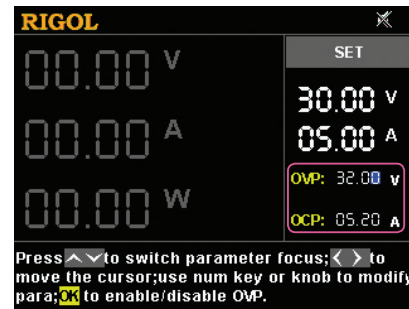 RIGOL
SET
00.00 V
30.00 V
00.00 A
05.00 A
00.00 W
OVP: 32.00 V
OCP: 05.20 A
Press to switch parameter focus; to
move the cursor;use num key or knob to modify
para;OK to enable/disable OVP.